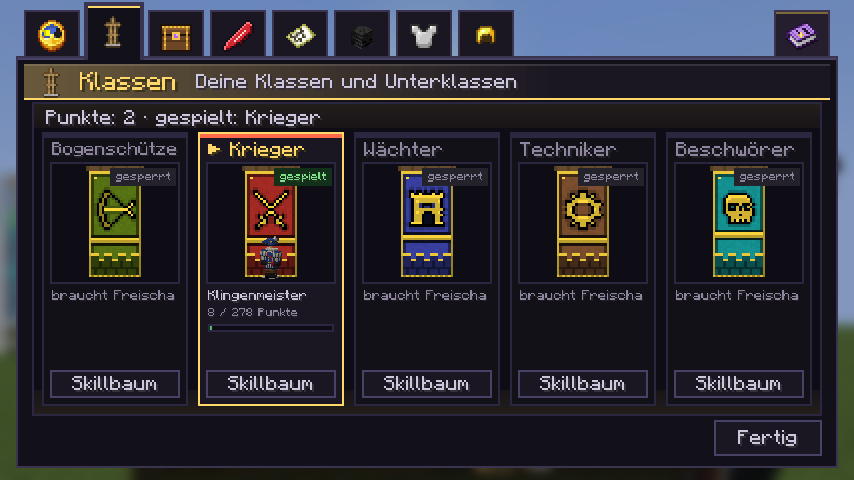 Klassen Deine Klassen und Unterklassen
Punkte: 2 · gespielt: Krieger
Bogenschütze
gesperrt
braucht Freischa
Skillbaum
Krieger
gespielt
Klingenmeister
8 / 278 Punkte
Skillbaum
Wächter
gesperrt
braucht Freischa
Skillbaum
Techniker
gesperrt
braucht Freischa
Skillbaum
Beschwörer
gesperrt
braucht Freischa
Skillbaum
Fertig